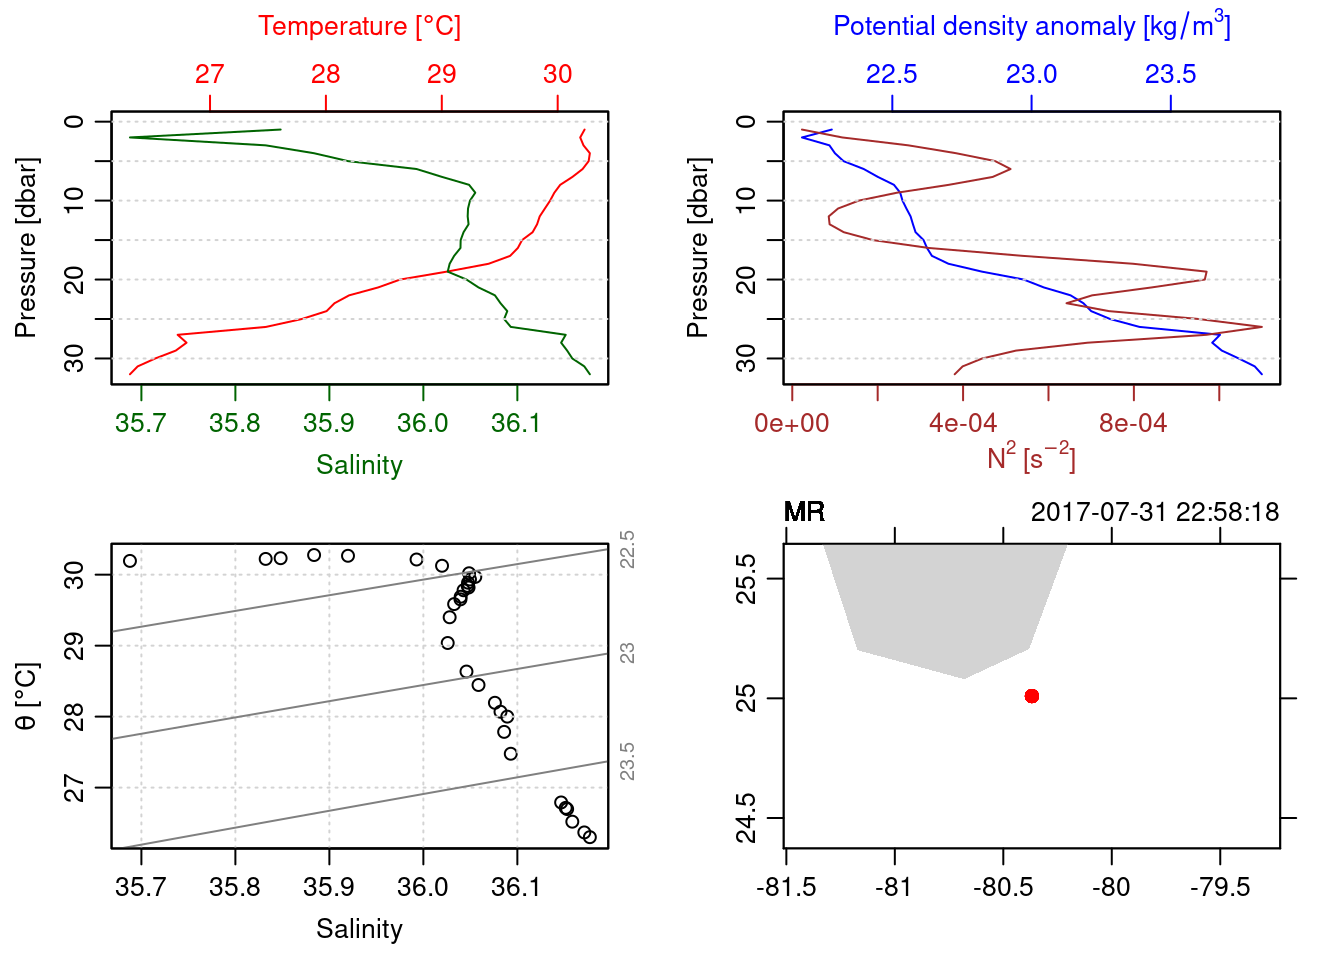 Temperature [°C]
27 28 29 30
0
10
20
30
Pressure [dbar]
35.7 35.8 35.9 36.0 36.1
Salinity
Potential density anomaly [kg/m³]
22.5 23.0 23.5
0
10
20
30
Pressure [dbar]
0e+00 4e-04 8e-04
N² [s⁻²]
30
29
28
27
θ [°C]
22.5
23
23.5
35.7 35.8 35.9 36.0 36.1
Salinity
MR 2017-07-31 22:58:18
25.5
25
24.5
-81.5 -81 -80.5 -80 -79.5